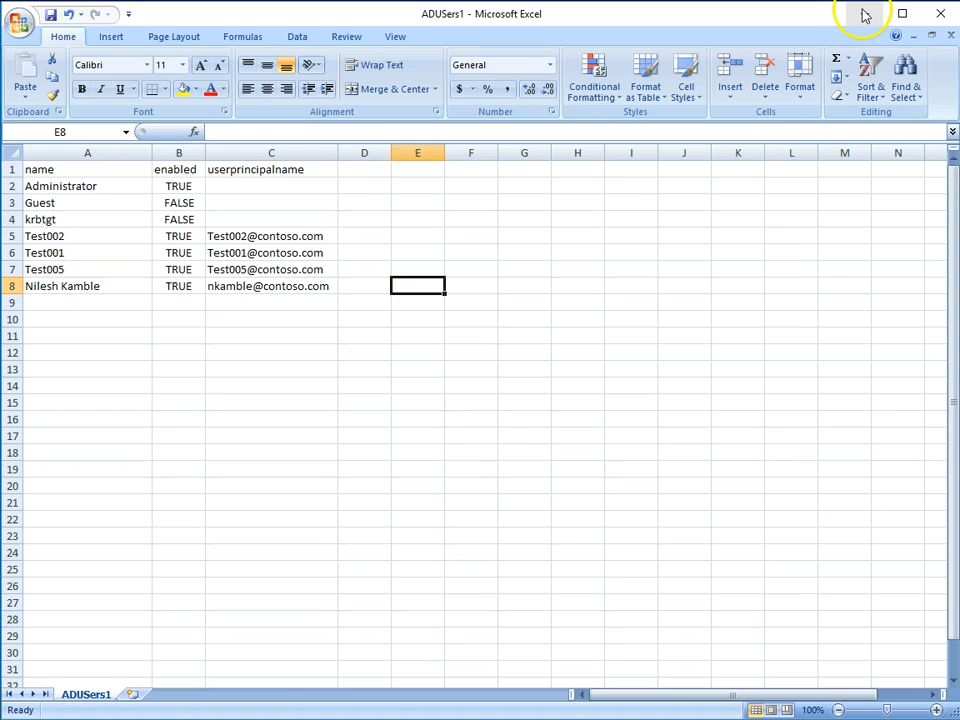 ADUSers1 - Microsoft Excel
Home Insert Page Layout Formulas Data Review View
Paste
Calibri 11
B I U
A A
A
Wrap Text
Merge & Center
General
$ % ,
Conditional Formatting
Format as Table
Cell Styles
Insert Delete Format
Σ
Sort & Filter
Find & Select
Clipboard Font Alignment Number Styles Cells Editing
E8 fx
A B C D E F G H I J K L M N
1 name enabled userprincipalname
2 Administrator TRUE
3 Guest FALSE
4 krbtgt FALSE
5 Test002 TRUE Test002@contoso.com
6 Test001 TRUE Test001@contoso.com
7 Test005 TRUE Test005@contoso.com
8 Nilesh Kamble TRUE nkamble@contoso.com
9
10
11
12
13
14
15
16
17
18
19
20
21
22
23
24
25
26
27
28
29
30
31
32
ADUSers1
Ready 100%